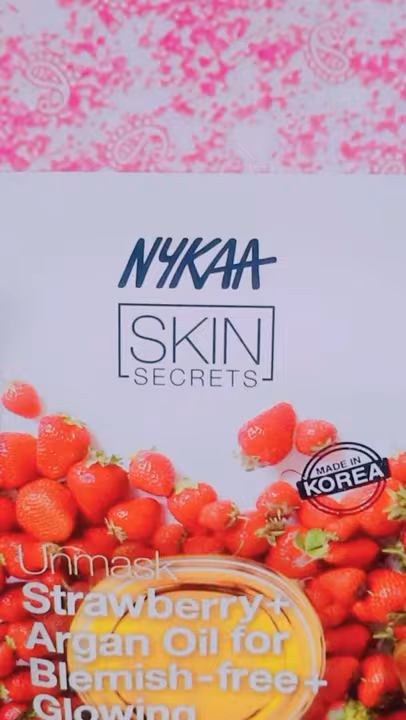 NYKAA
SKIN
SECRETS
MADE IN
KOREA
Unmask
Strawberry+
Argan Oil for
Blemish-free+
Glowing